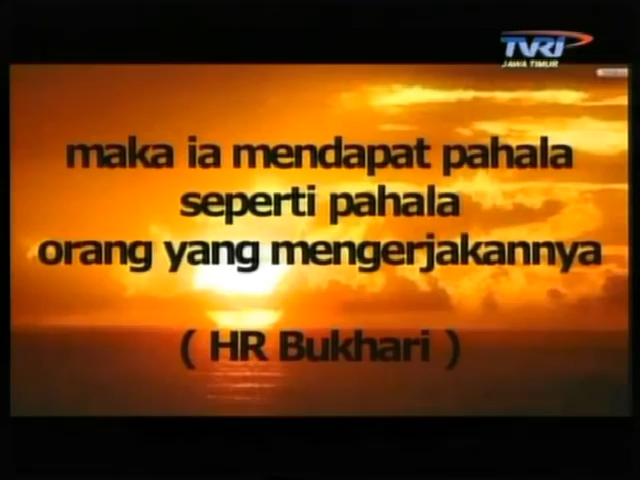 TVRI
JAWA TIMUR
maka ia mendapat pahala
seperti pahala
orang yang mengerjakannya
( HR Bukhari )